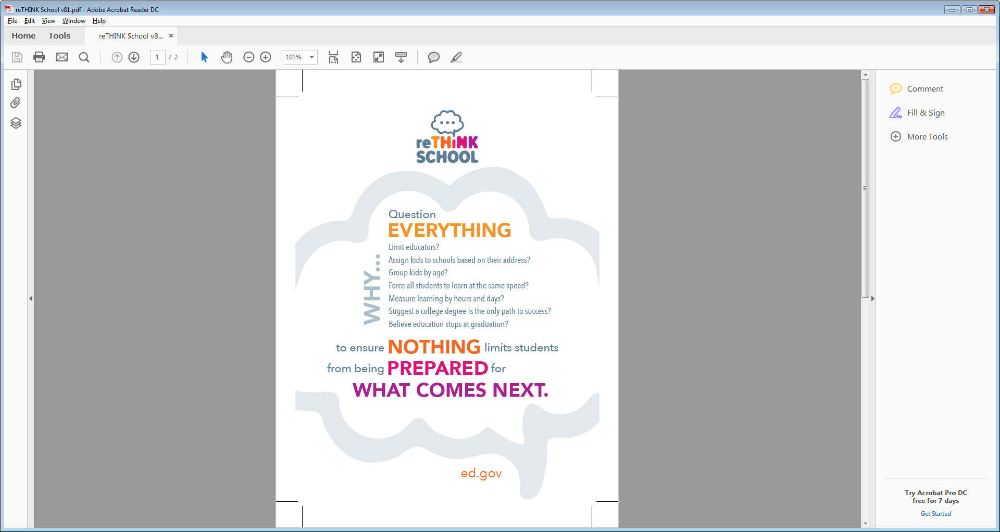 reTHINK School v81.pdf - Adobe Acrobat Reader DC
File Edit View Window Help
Home Tools reTHINK School v8... ×
1 / 2 101%
Comment
Fill & Sign
More Tools
reTHiNK
SCHOOL
Question
EVERYTHING
WHY...
Limit educators?
Assign kids to schools based on their address?
Group kids by age?
Force all students to learn at the same speed?
Measure learning by hours and days?
Suggest a college degree is the only path to success?
Believe education stops at graduation?
to ensure NOTHING limits students
from being PREPARED for
WHAT COMES NEXT.
ed.gov
Try Acrobat Pro DC
free for 7 days
Get Started